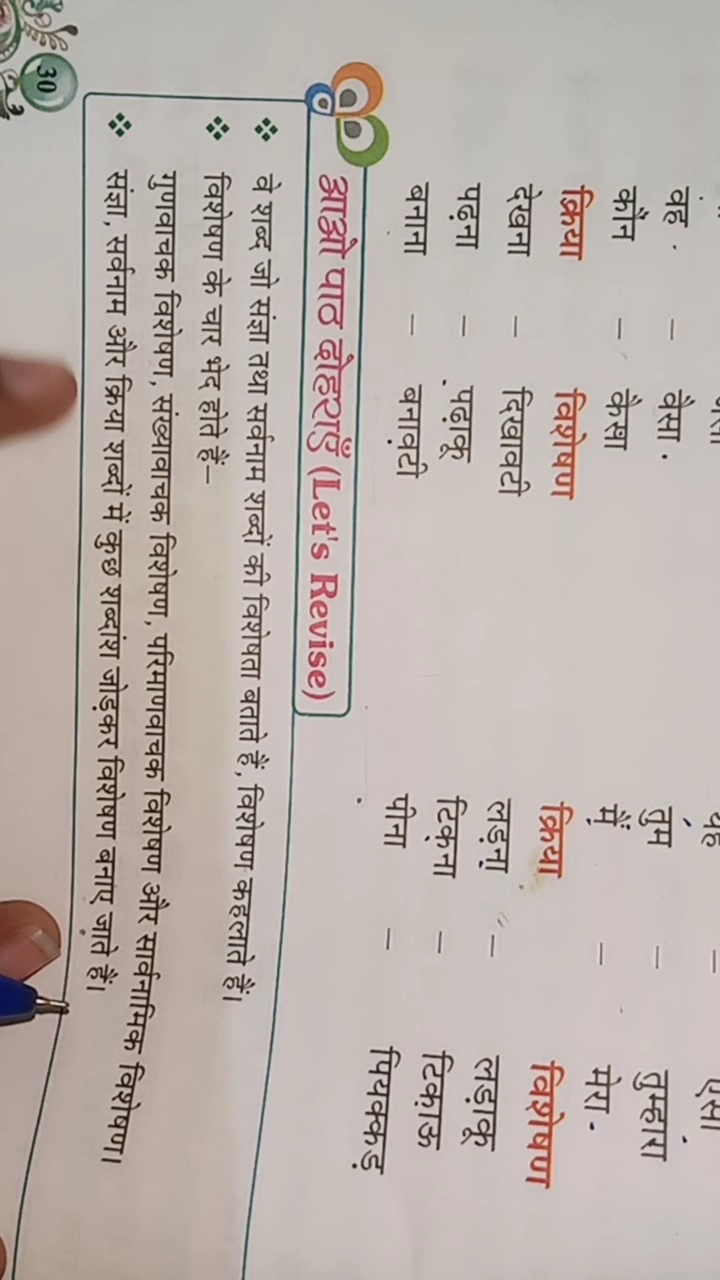 वह - वैसा
तुम - तुम्हारा
कौन - कैसा
मैं - मेरा
क्रिया विशेषण
क्रिया विशेषण
देखना - दिखावटी
लड़ना - लड़ाकू
पढ़ना - पढ़ाकू
टिकना - टिकाऊ
बनाना - बनावटी
पीना - पियक्कड़
आओ पाठ दोहराएँ (Let's Revise)
❖ वे शब्द जो संज्ञा तथा सर्वनाम शब्दों की विशेषता बताते हैं, विशेषण कहलाते हैं।
❖ विशेषण के चार भेद होते हैं–
गुणवाचक विशेषण, संख्यावाचक विशेषण, परिमाणवाचक विशेषण और सार्वनामिक विशेषण।
❖ संज्ञा, सर्वनाम और क्रिया शब्दों में कुछ शब्दांश जोड़कर विशेषण बनाए जाते हैं।
30